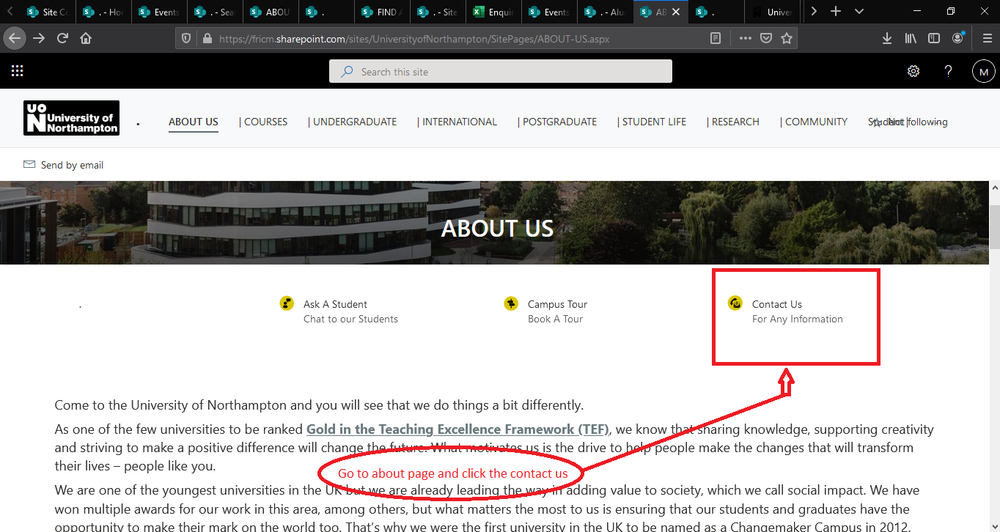 Site Co
. - Hor
Events
. - Sea
ABOU
.
FIND A
. - Site
Enquir
Events
. - Alu
AB
.
Univer
https://fricm.sharepoint.com/sites/UniversityofNorthampton/SitePages/ABOUT-US.aspx
Search this site
?
M
UO
N University of
Northampton
.
ABOUT US
| COURSES
| UNDERGRADUATE
| INTERNATIONAL
| POSTGRADUATE
| STUDENT LIFE
| RESEARCH
| COMMUNITY
Student |
Not following
Send by email
ABOUT US
.
Ask A Student
Chat to our Students
Campus Tour
Book A Tour
Contact Us
For Any Information
Come to the University of Northampton and you will see that we do things a bit differently.
As one of the few universities to be ranked Gold in the Teaching Excellence Framework (TEF), we know that sharing knowledge, supporting creativity
and striving to make a positive difference will change the future. What motivates us is the drive to help people make the changes that will transform
their lives – people like you.
Go to about page and click the contact us
We are one of the youngest universities in the UK but we are already leading the way in adding value to society, which we call social impact. We have
won multiple awards for our work in this area, among others, but what matters the most to us is ensuring that our students and graduates have the
opportunity to make their mark on the world too. That's why we were the first university in the UK to be named as a Changemaker Campus in 2012.